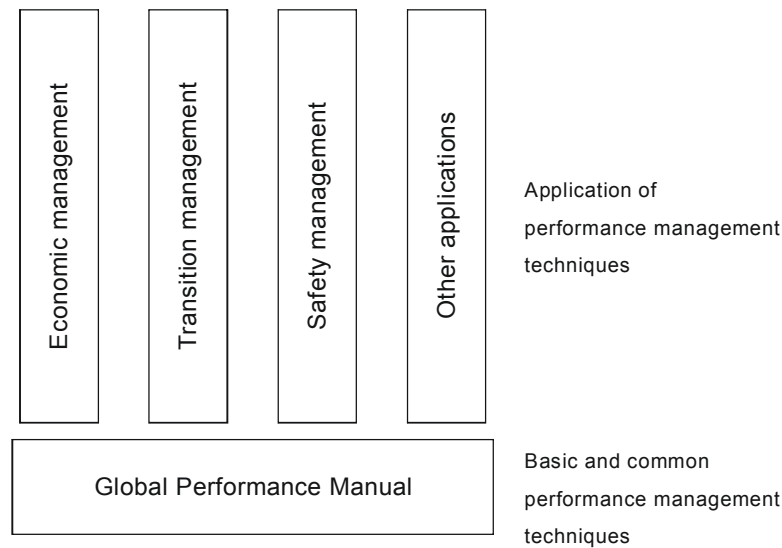 Economic management
Transition management
Safety management
Other applications
Application of
performance management
techniques
Global Performance Manual
Basic and common
performance management
techniques